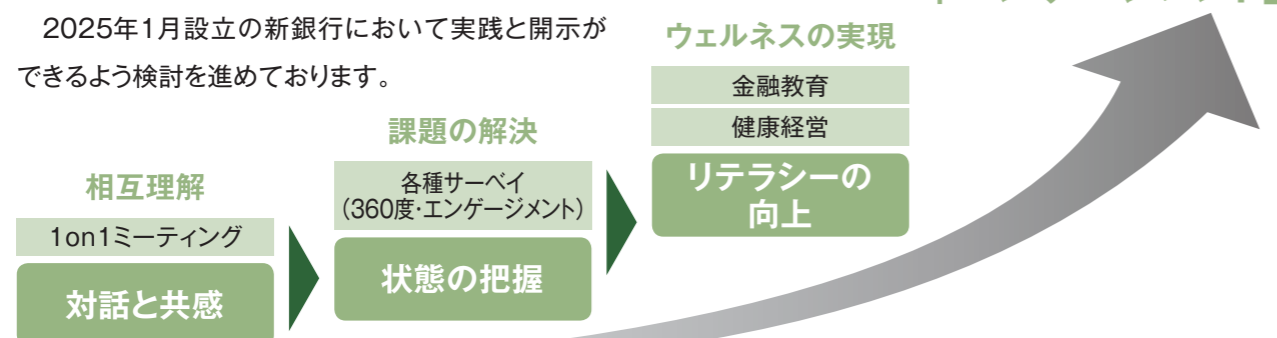 2025年1月設立の新銀行において実践と開示が
できるよう検討を進めております。
ウェルネスの実現
金融教育
健康経営
リテラシーの
向上
課題の解決
各種サーベイ
（360度・エンゲージメント）
状態の把握
相互理解
1on1ミーティング
対話と共感